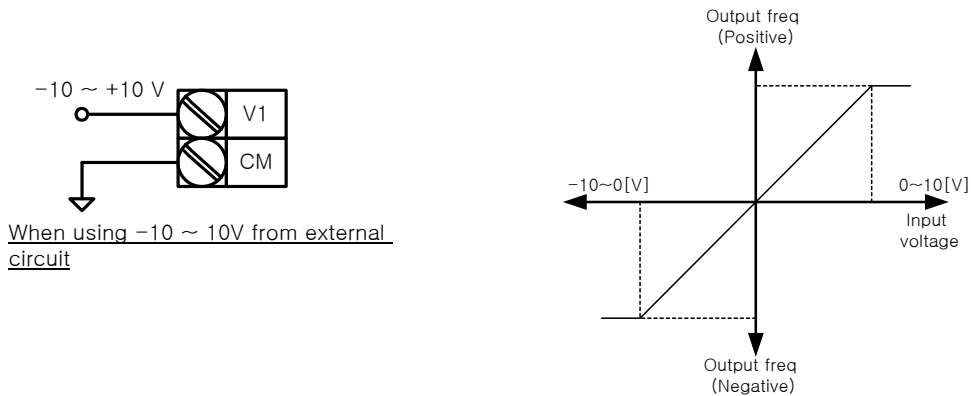 −10 ~ +10 V
V1
CM
When using −10 ~ 10V from external
circuit
Output freq
(Positive)
−10~0[V]
0~10[V]
Input
voltage
Output freq
(Negative)